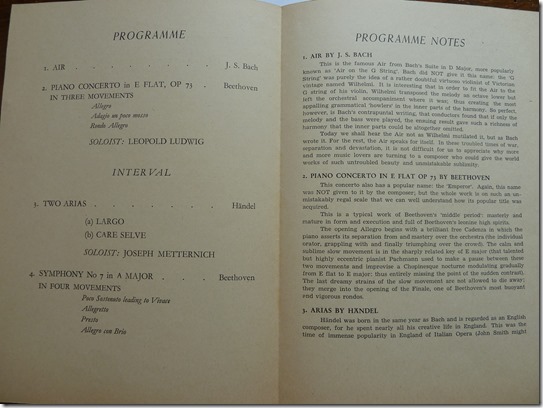 PROGRAMME
1. AIR . . . . . . . . . J. S. Bach
2. PIANO CONCERTO in E FLAT, OP 73 . Beethoven
IN THREE MOVEMENTS
Allegro
Adagio un poco mosso
Rondo Allegro
SOLOIST: LEOPOLD LUDWIG
INTERVAL
3. TWO ARIAS . . . . . . . . Händel
(a) LARGO
(b) CARE SELVE
SOLOIST: JOSEPH METTERNICH
4. SYMPHONY No 7 in A MAJOR . . . . Beethoven
IN FOUR MOVEMENTS
Poco Sostenuto leading to Vivace
Allegretto
Presto
Allegro con Brio
PROGRAMME NOTES
1. AIR BY J. S. BACH
This is the famous Air from Bach's Suite in D Major, more popularly
known as 'Air on the G String'. Bach did NOT give it this name: the 'G
String' was purely the idea of a rather doubtful virtuoso violinist of Victorian
vintage named Wilhelmi. It is interesting that in order to fit the Air to the
G string of his violin, Wilhelmi transposed the melody an octave lower but
left the orchestral accompaniment where it was; thus creating the most
appalling grammatical 'howlers' in the inner parts of the harmony. So perfect,
however, is Bach's contrapuntal writing, that conductors found that if only the
melody and the bass were played, the ensuing result gave such a richness of
harmony that the inner parts could be altogether omitted.
Today we shall hear the Air not as Wilhelmi mutilated it, but as Bach
wrote it. For the rest, the Air speaks for itself. In these troubled times of war,
separation and devastation, it is not difficult for us to appreciate why more
and more music lovers are turning to a composer who could give the world
works of such untroubled beauty and unmistakable sublimity.
2. PIANO CONCERTO IN E FLAT OP 73 BY BEETHOVEN
This concerto also has a popular name: the 'Emperor'. Again, this name
was NOT given to it by the composer, but the whole work is on such an un-
mistakably regal scale that we can well understand how its popular title was
acquired.
This is a typical work of Beethoven's 'middle period': masterly and
mature in form and execution and full of Beethoven's leonine high spirits.
The opening Allegro begins with a brilliant free Cadenza in which the
piano asserts its separation from and mastery over the orchestra (the individual
orator, grappling with and finally triumphing over the crowd. The calm and
sublime slow movement is in the sharply related key of E major (that talented
but highly eccentric pianist Pachmann used to make a pause between these
two movements and improvise a Chopinesque nocturne modulating gradually
from E flat to E major: thus entirely missing the point of the sudden contrast).
The last dreamy strains of the slow movement are not allowed to die away;
they merge into the opening of the Finale, one of Beethoven's most buoyant
and vigorous rondos.
3. ARIAS BY HÄNDEL
Händel was born in the same year as Bach and is regarded as an English
composer, for he spent nearly all his creative life in England. This was the
time of immense popularity in England of Italian Opera (John Smith might